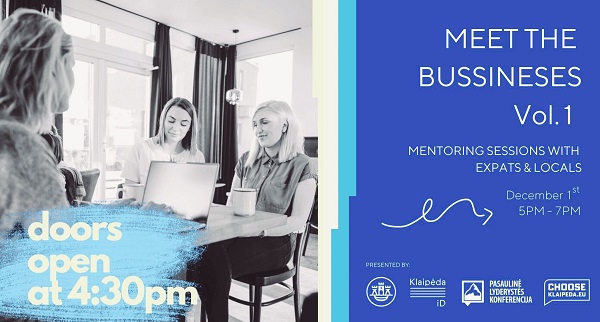 doors
open
at 4:30pm
MEET THE
BUSSINESES
Vol. 1
MENTORING SESSIONS WITH
EXPATS & LOCALS
December 1st
5PM - 7PM
PRESENTED BY:
Klaipėda
iD
PASAULINĖ
LYDERYSTĖS
KONFERENCIJA
CHOOSE
KLAIPEDA.EU